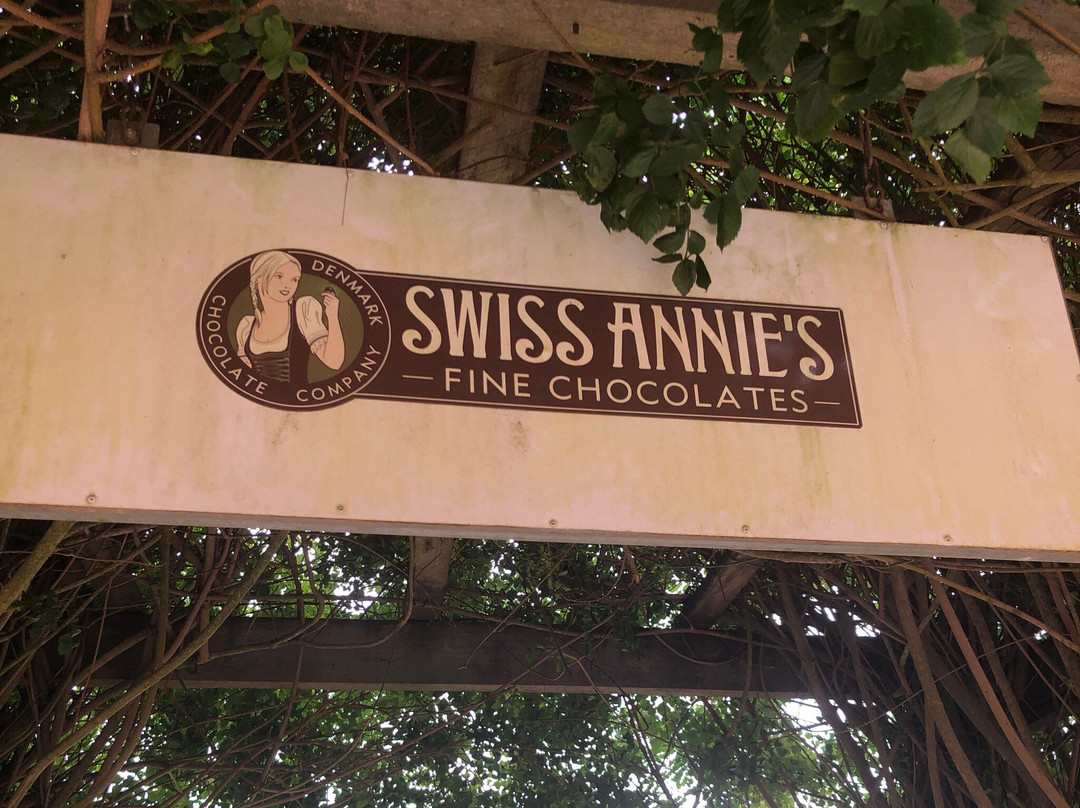 DENMARK
CHOCOLATE COMPANY
SWISS ANNIE'S
FINE CHOCOLATES